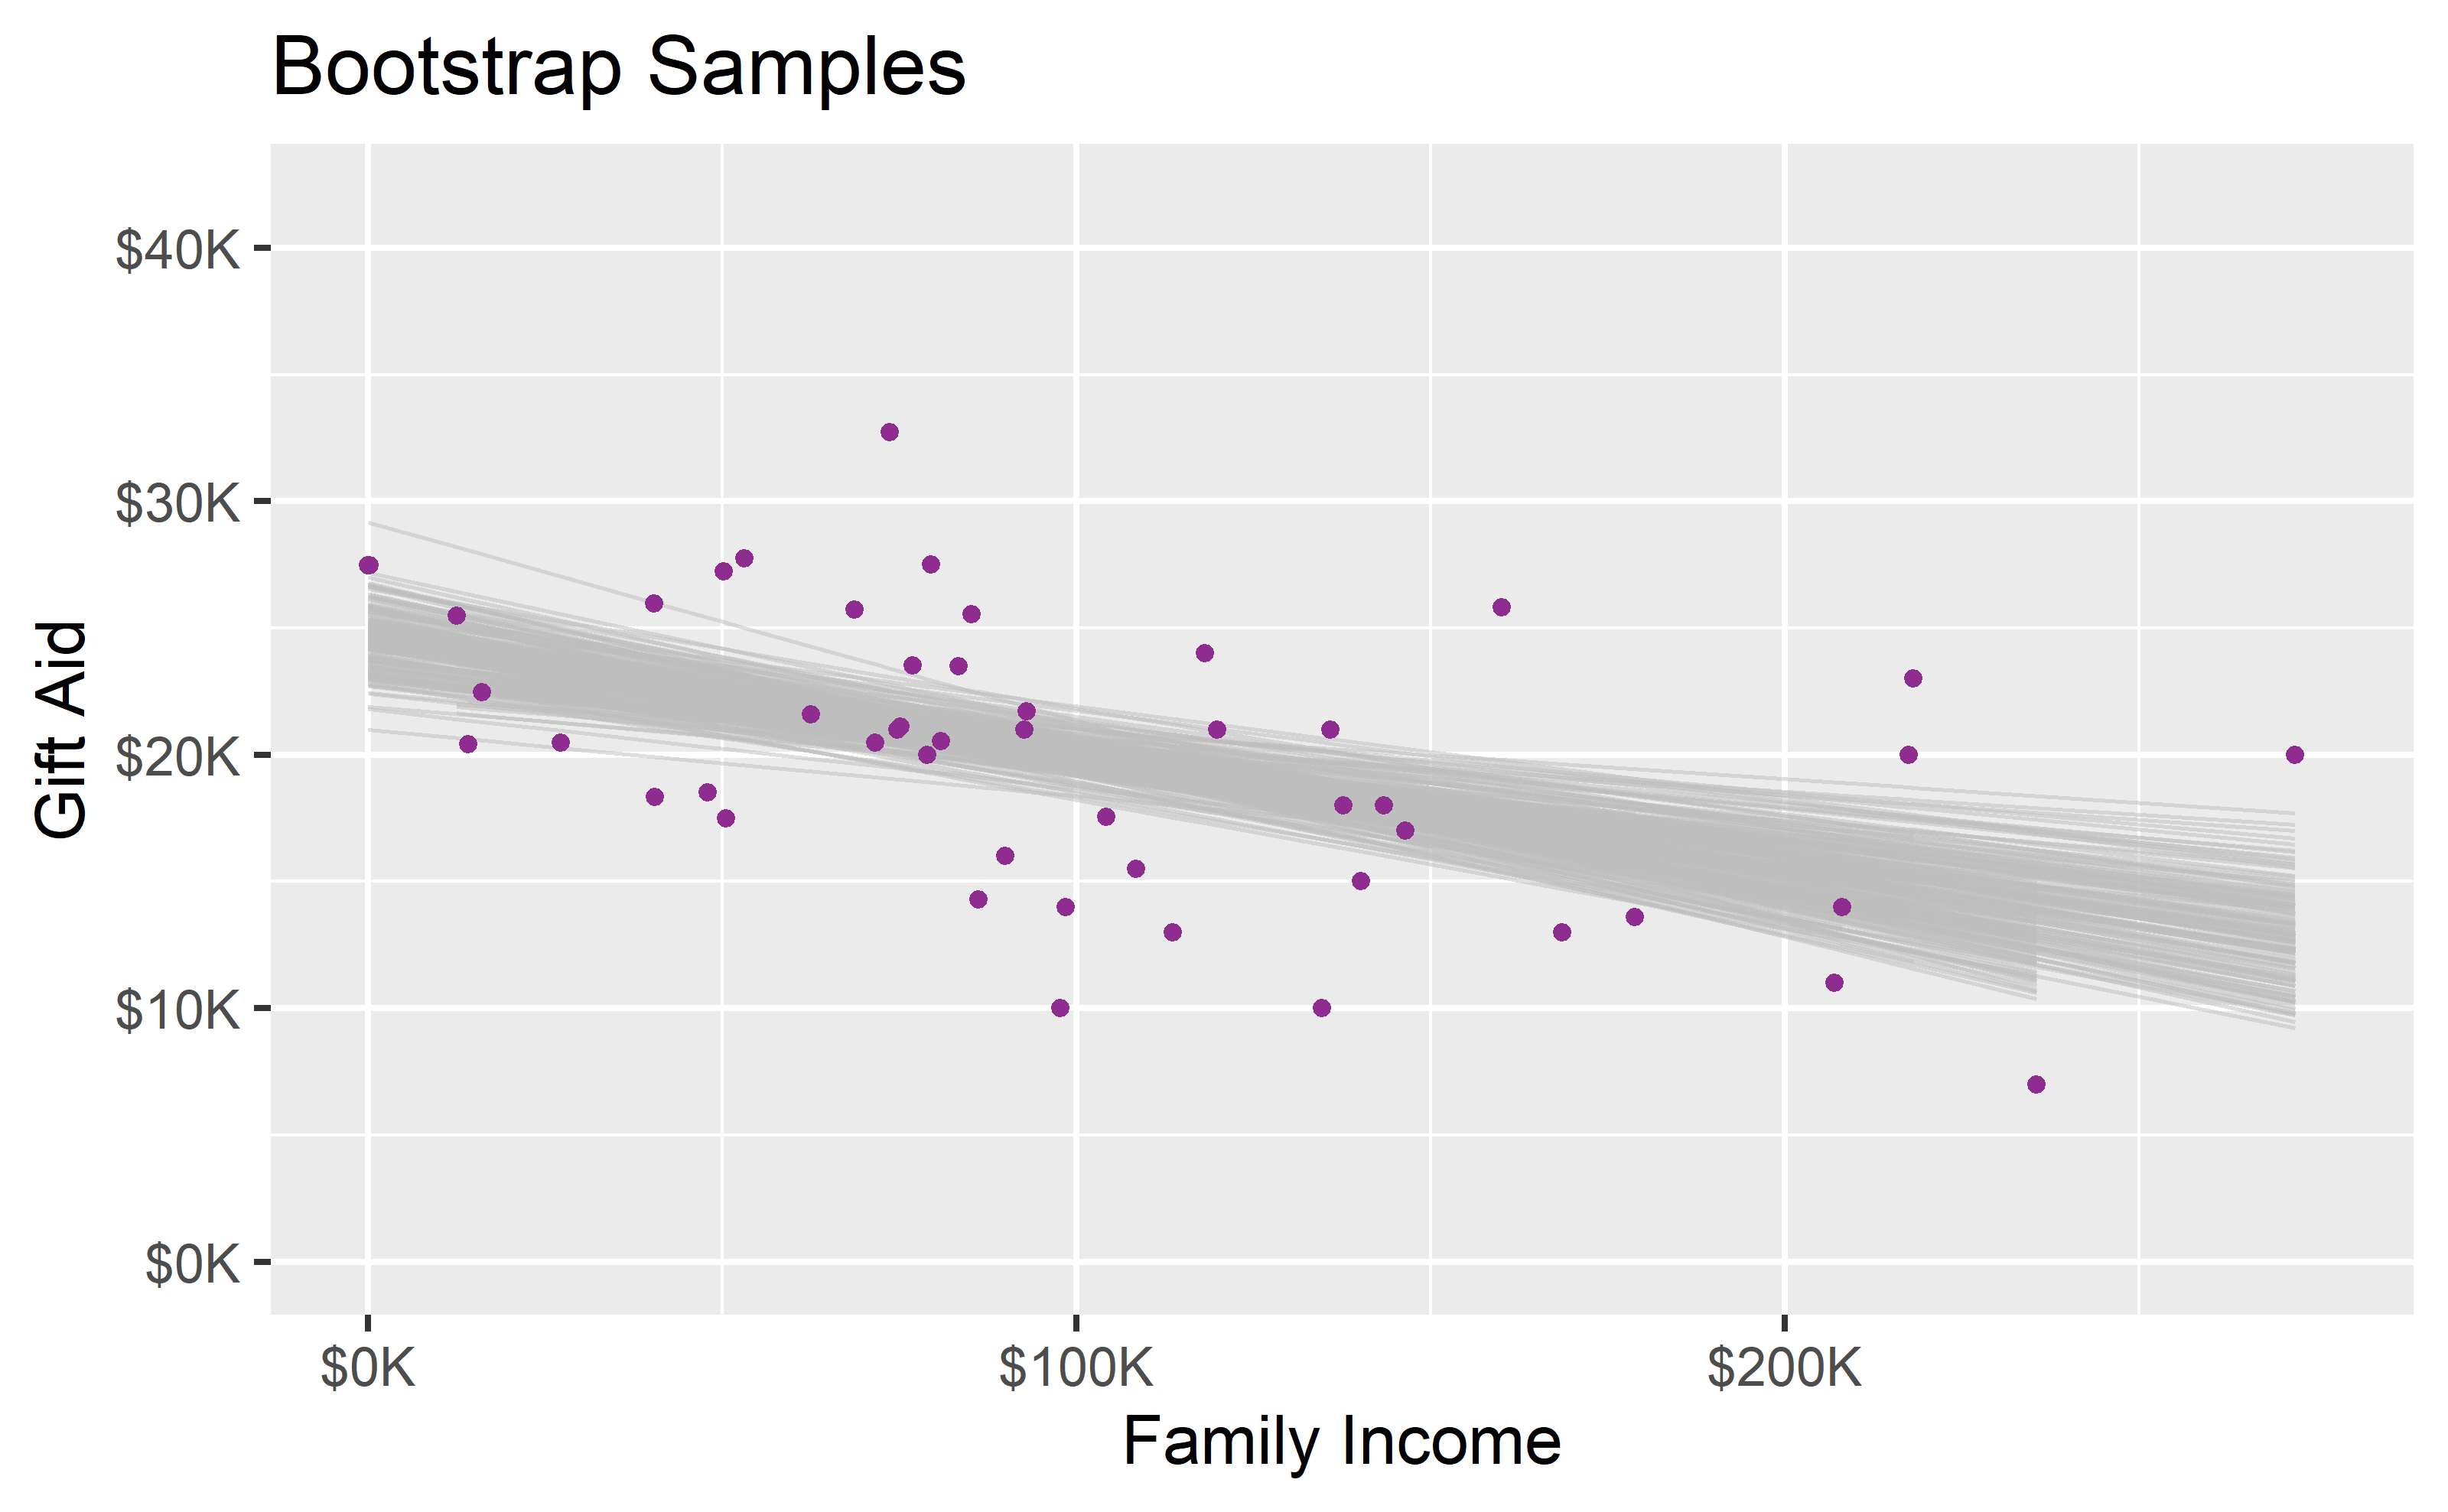 Bootstrap Samples
$40K
$30K
$20K
$10K
$0K
Gift Aid
$0K $100K $200K
Family Income